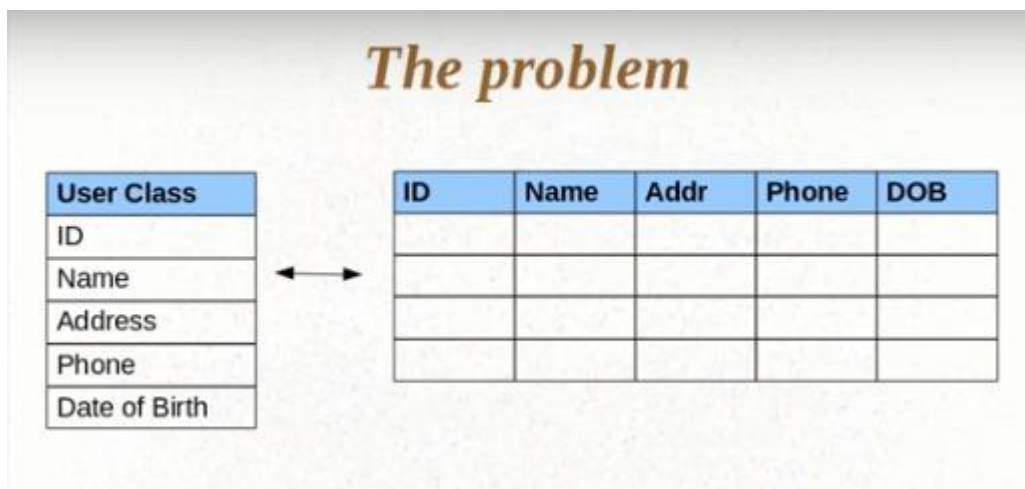 The problem
User Class
ID
Name
Address
Phone
Date of Birth
ID Name Addr Phone DOB